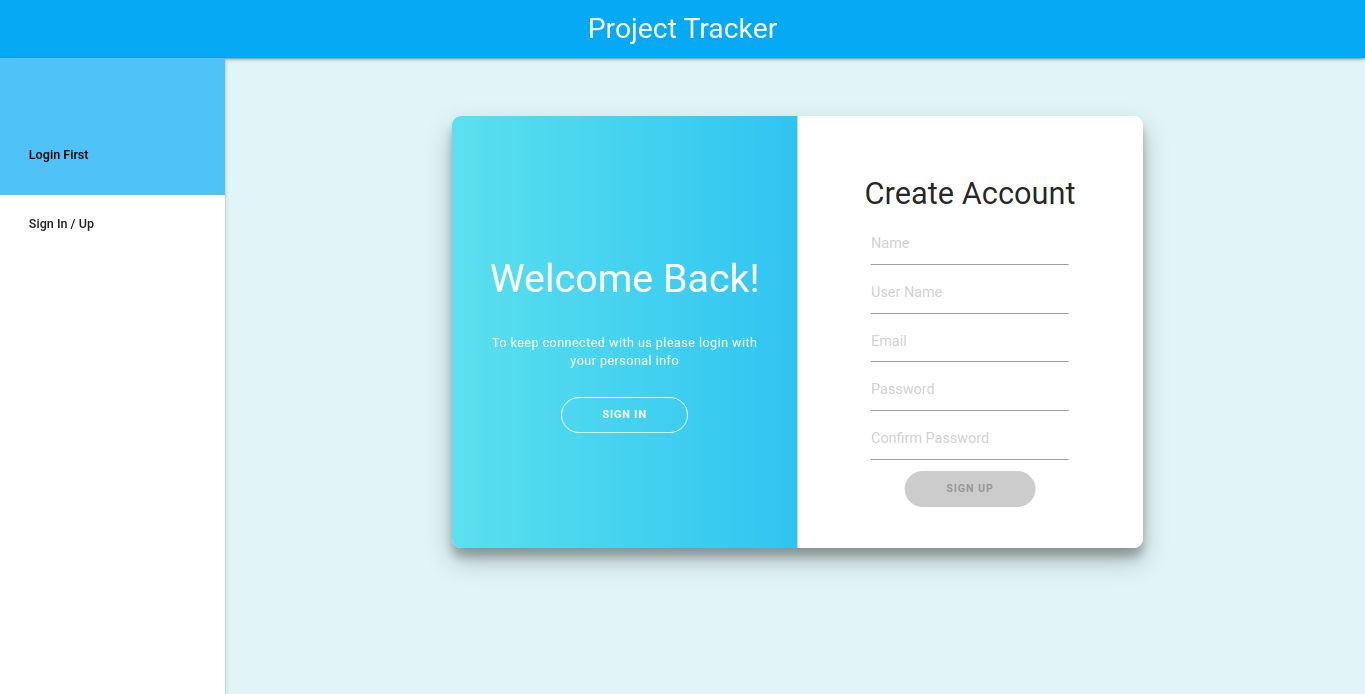 Project Tracker
Login First
Sign In / Up
Welcome Back!
To keep connected with us please login with
your personal info
SIGN IN
Create Account
Name
User Name
Email
Password
Confirm Password
SIGN UP